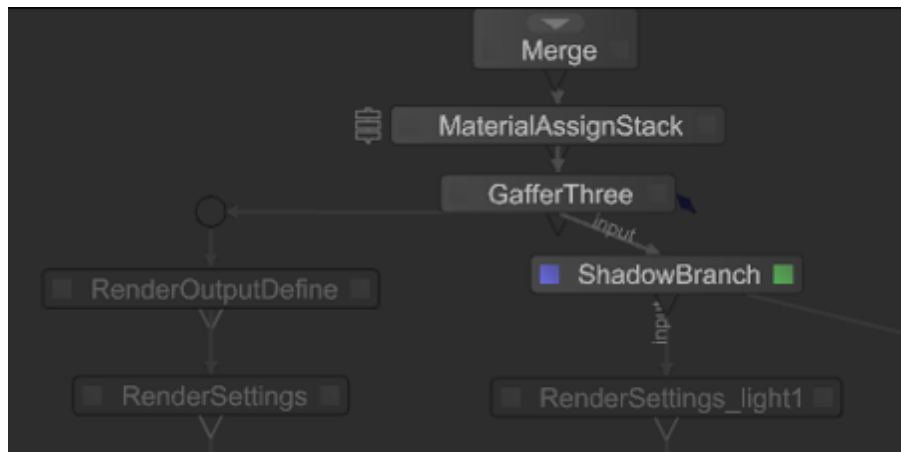 Merge
MaterialAssignStack
GafferThree
input
ShadowBranch
RenderOutputDefine
input
RenderSettings
RenderSettings_light1